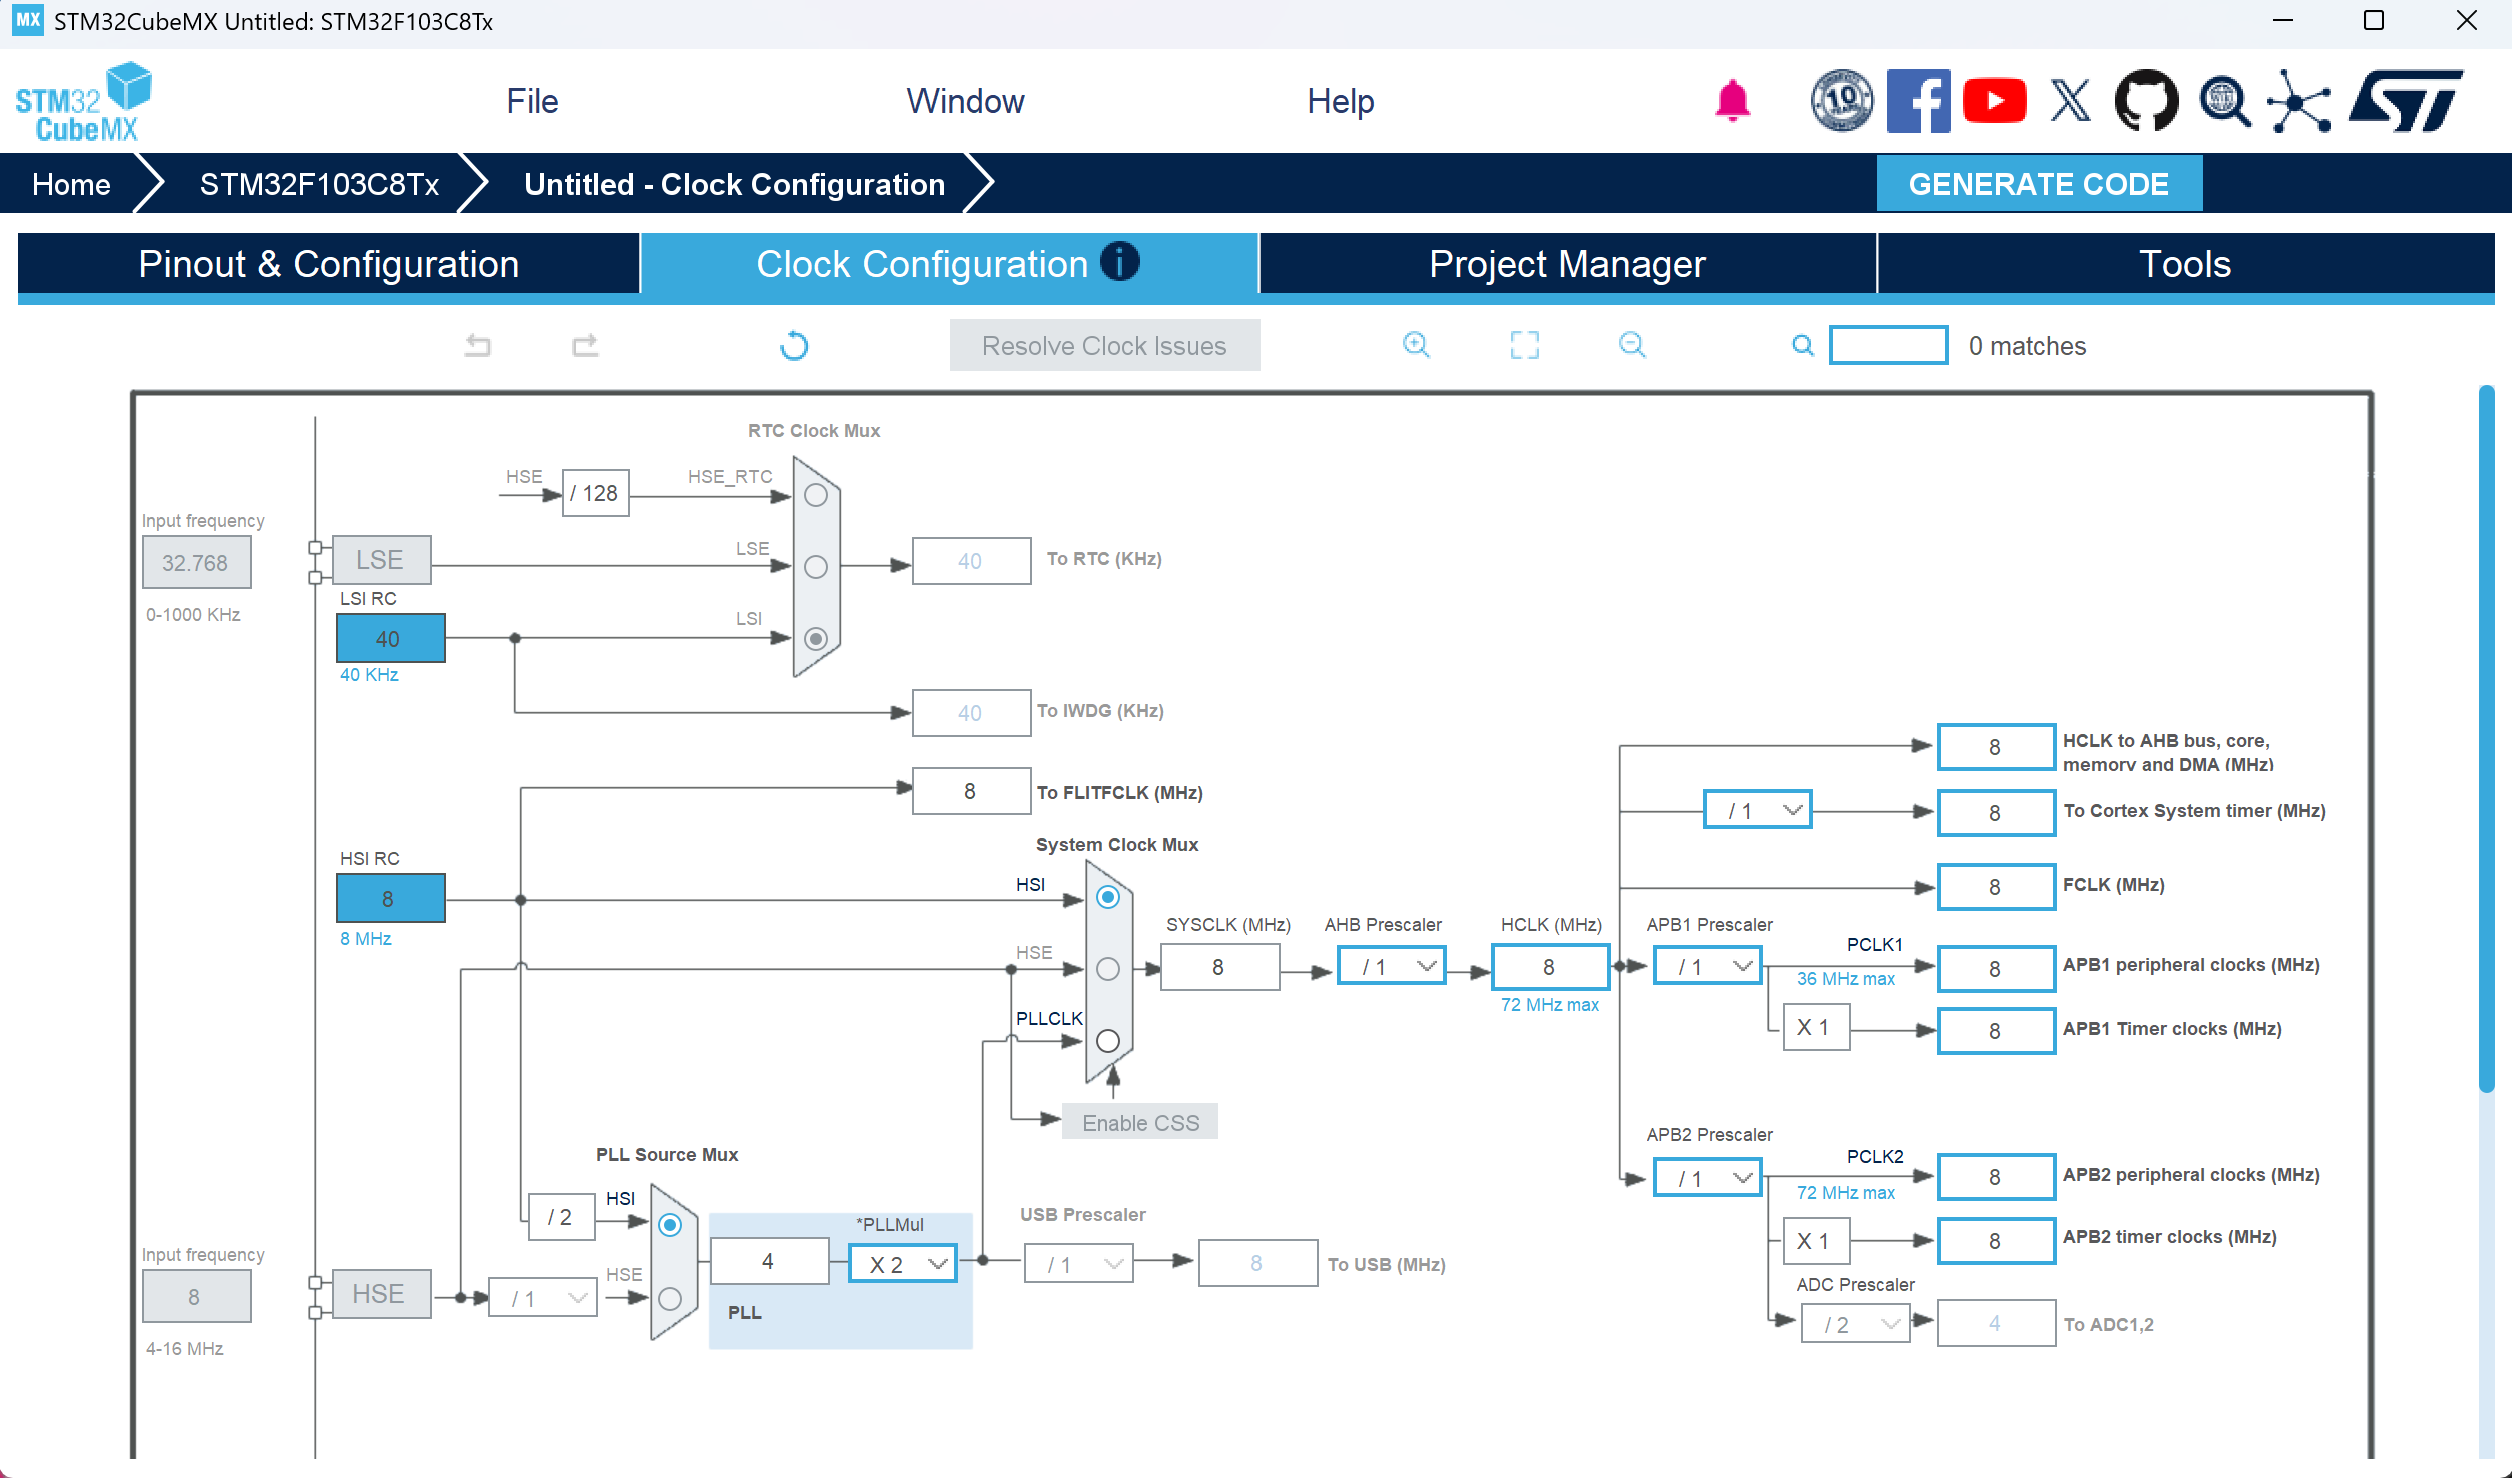 MX STM32CubeMX Untitled: STM32F103C8Tx
STM32
CubeMX
File
Window
Help
10
Home
STM32F103C8Tx
Untitled - Clock Configuration
GENERATE CODE
Pinout & Configuration
Clock Configuration
Project Manager
Tools
Resolve Clock Issues
0 matches
RTC Clock Mux
HSE
/ 128
HSE_RTC
Input frequency
32.768
0-1000 KHz
LSE
LSE
40
To RTC (KHz)
LSI RC
40
40 KHz
LSI
40
To IWDG (KHz)
8
To FLITFCLK (MHz)
HSI RC
8
8 MHz
System Clock Mux
HSI
HSE
PLLCLK
Enable CSS
SYSCLK (MHz)
8
AHB Prescaler
/ 1
HCLK (MHz)
8
72 MHz max
8
HCLK to AHB bus, core,
memory and DMA (MHz)
/ 1
8
To Cortex System timer (MHz)
8
FCLK (MHz)
APB1 Prescaler
/ 1
PCLK1
36 MHz max
8
APB1 peripheral clocks (MHz)
X 1
8
APB1 Timer clocks (MHz)
APB2 Prescaler
/ 1
PCLK2
72 MHz max
8
APB2 peripheral clocks (MHz)
X 1
8
APB2 timer clocks (MHz)
ADC Prescaler
/ 2
4
To ADC1,2
PLL Source Mux
/ 2
HSI
Input frequency
8
4-16 MHz
HSE
/ 1
HSE
4
*PLLMul
X 2
PLL
USB Prescaler
/ 1
8
To USB (MHz)